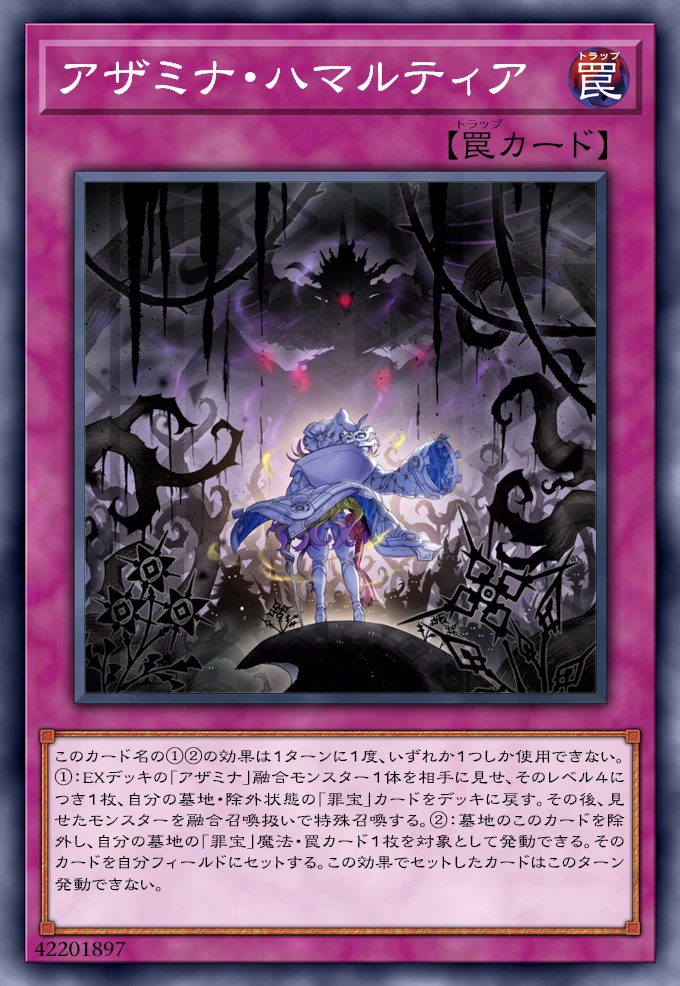 アザミナ・ハマルティア
トラップ
罠
トラップ
【罠カード】
このカード名の①②の効果は1ターンに1度、いずれか1つしか使用できない。
①：EXデッキの「アザミナ」融合モンスター1体を相手に見せ、そのレベル4に
つき1枚、自分の墓地・除外状態の「罪宝」カードをデッキに戻す。その後、見
せたモンスターを融合召喚扱いで特殊召喚する。②：墓地のこのカードを除
外し、自分の墓地の「罪宝」魔法・罠カード1枚を対象として発動できる。その
カードを自分フィールドにセットする。この効果でセットしたカードはこのターン
発動できない。
42201897